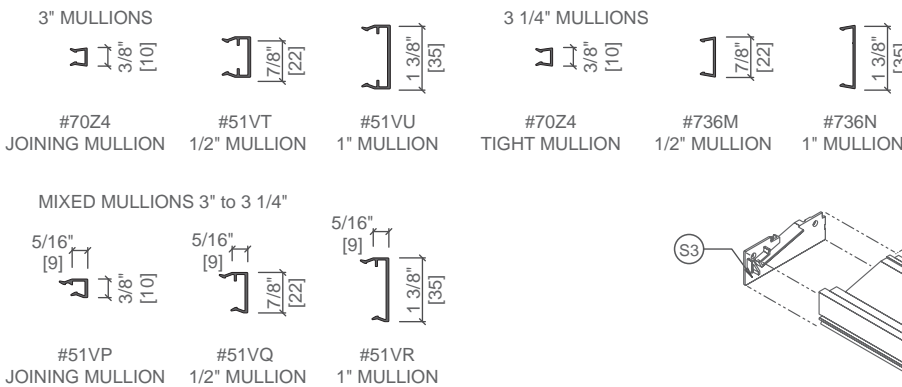 3" MULLIONS
3/8"
[10]
7/8"
[22]
1 3/8"
[35]
#70Z4
JOINING MULLION
#51VT
1/2" MULLION
#51VU
1" MULLION
3 1/4" MULLIONS
3/8"
[10]
7/8"
[22]
1 3/8"
[35]
#70Z4
TIGHT MULLION
#736M
1/2" MULLION
#736N
1" MULLION
MIXED MULLIONS 3" to 3 1/4"
5/16"
[9]
3/8"
[10]
5/16"
[9]
7/8"
[22]
5/16"
[9]
1 3/8"
[35]
#51VP
JOINING MULLION
#51VQ
1/2" MULLION
#51VR
1" MULLION
S3